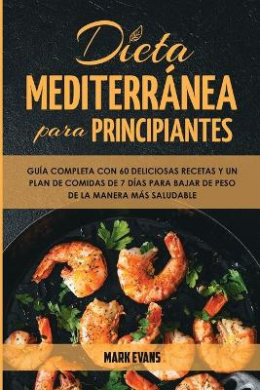 Dieta
MEDITERRÁNEA
para PRINCIPIANTES
GUÍA COMPLETA CON 60 DELICIOSAS RECETAS Y UN
PLAN DE COMIDAS DE 7 DÍAS PARA BAJAR DE PESO
DE LA MANERA MÁS SALUDABLE
MARK EVANS